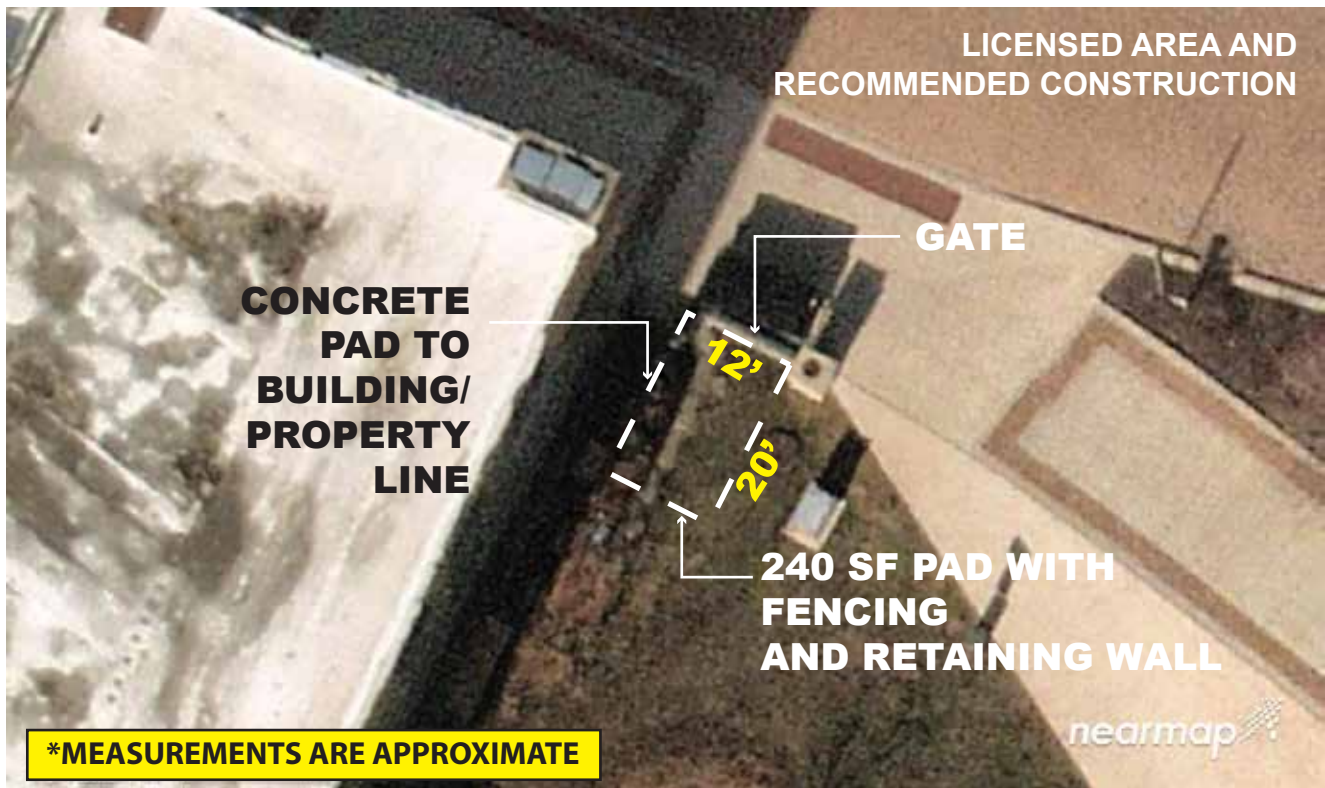 LICENSED AREA AND
RECOMMENDED CONSTRUCTION
GATE
CONCRETE
PAD TO
BUILDING/
PROPERTY
LINE
12’
20’
240 SF PAD WITH
FENCING
AND RETAINING WALL
nearmap
*MEASUREMENTS ARE APPROXIMATE